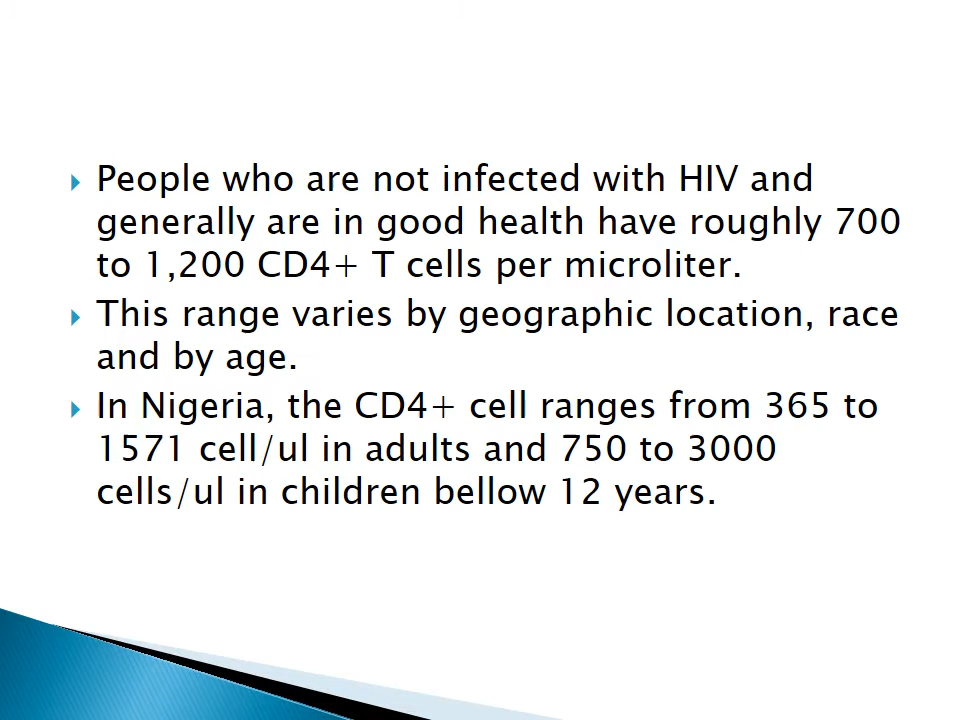 People who are not infected with HIV and
generally are in good health have roughly 700
to 1,200 CD4+ T cells per microliter.
This range varies by geographic location, race
and by age.
In Nigeria, the CD4+ cell ranges from 365 to
1571 cell/ul in adults and 750 to 3000
cells/ul in children bellow 12 years.